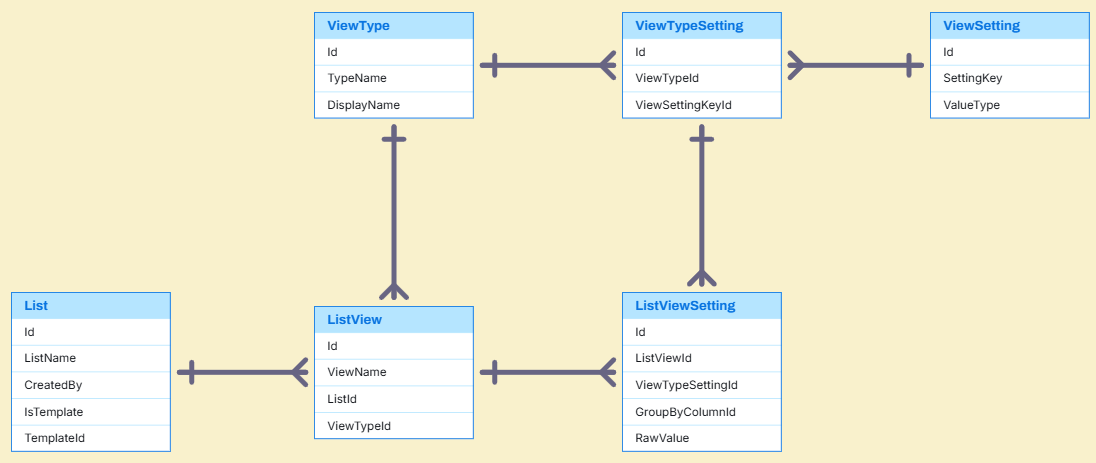 ViewType
Id
TypeName
DisplayName
ViewTypeSetting
Id
ViewTypeId
ViewSettingKeyId
ViewSetting
Id
SettingKey
ValueType
List
Id
ListName
CreatedBy
IsTemplate
TemplateId
ListView
Id
ViewName
ListId
ViewTypeId
ListViewSetting
Id
ListViewId
ViewTypeSettingId
GroupByColumnId
RawValue